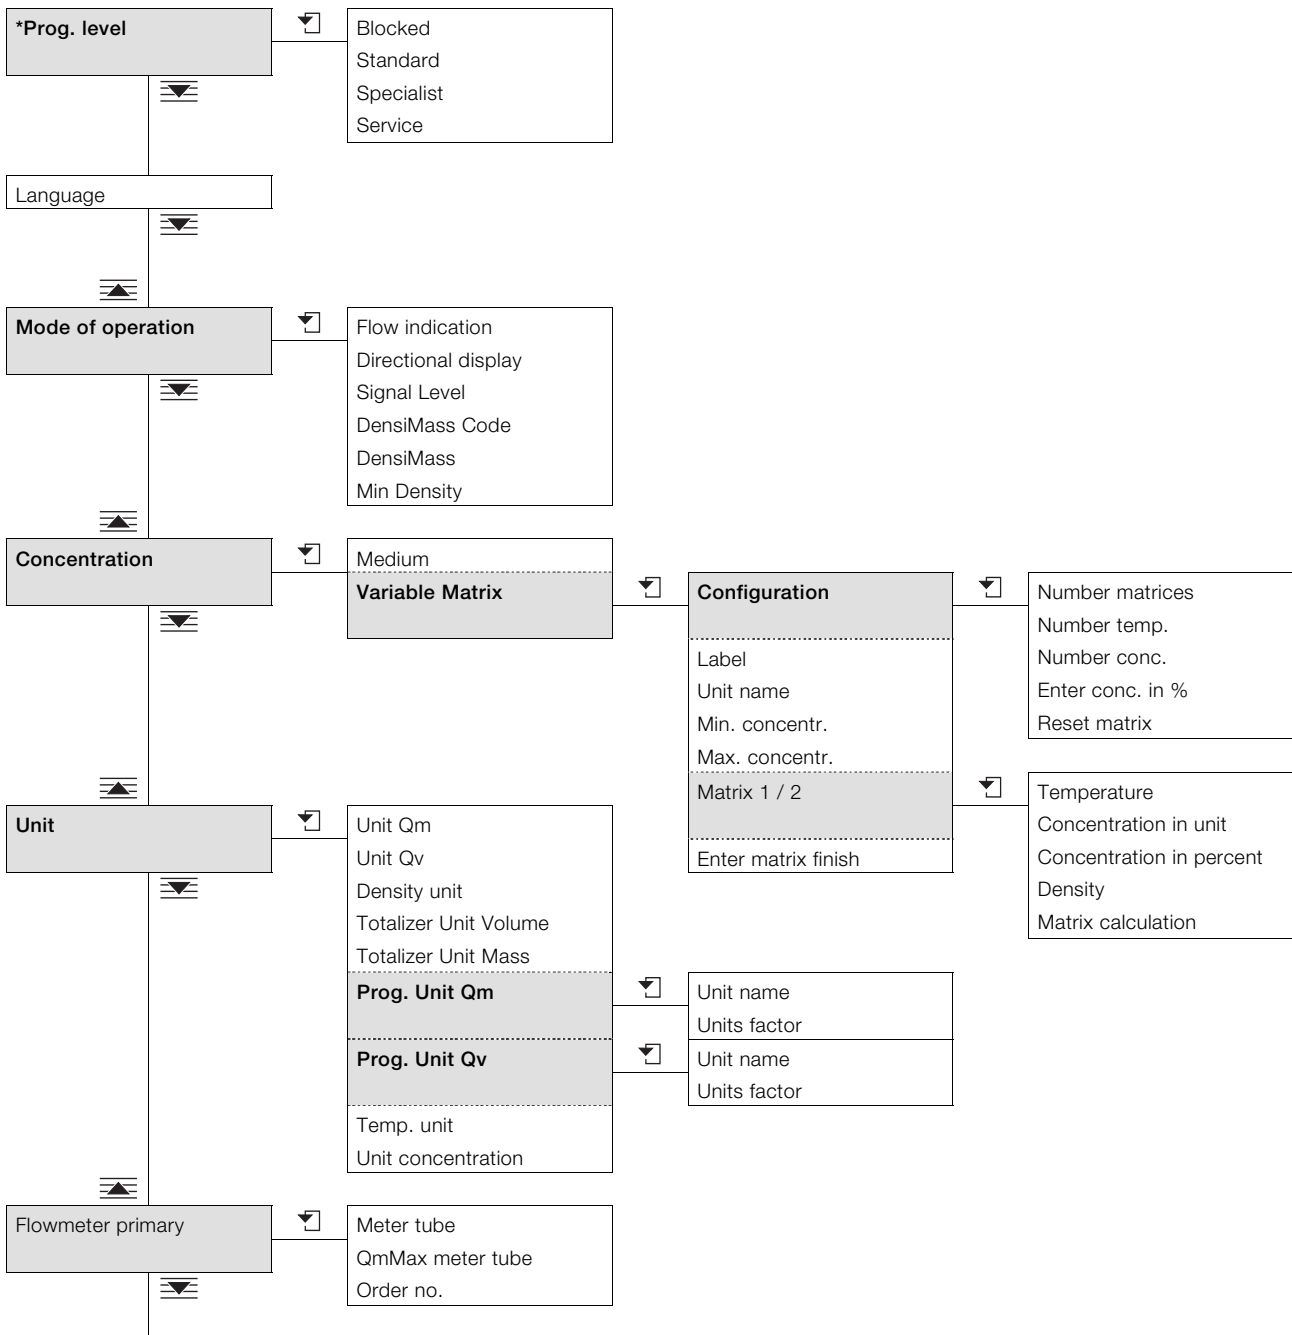 *Prog. level
Blocked
Standard
Specialist
Service
Language
Mode of operation
Flow indication
Directional display
Signal Level
DensiMass Code
DensiMass
Min Density
Concentration
Medium
Variable Matrix
Configuration
Label
Unit name
Min. concentr.
Max. concentr.
Matrix 1 / 2
Enter matrix finish
Number matrices
Number temp.
Number conc.
Enter conc. in %
Reset matrix
Temperature
Concentration in unit
Concentration in percent
Density
Matrix calculation
Unit
Unit Qm
Unit Qv
Density unit
Totalizer Unit Volume
Totalizer Unit Mass
Prog. Unit Qm
Unit name
Units factor
Prog. Unit Qv
Unit name
Units factor
Temp. unit
Unit concentration
Flowmeter primary
Meter tube
QmMax meter tube
Order no.